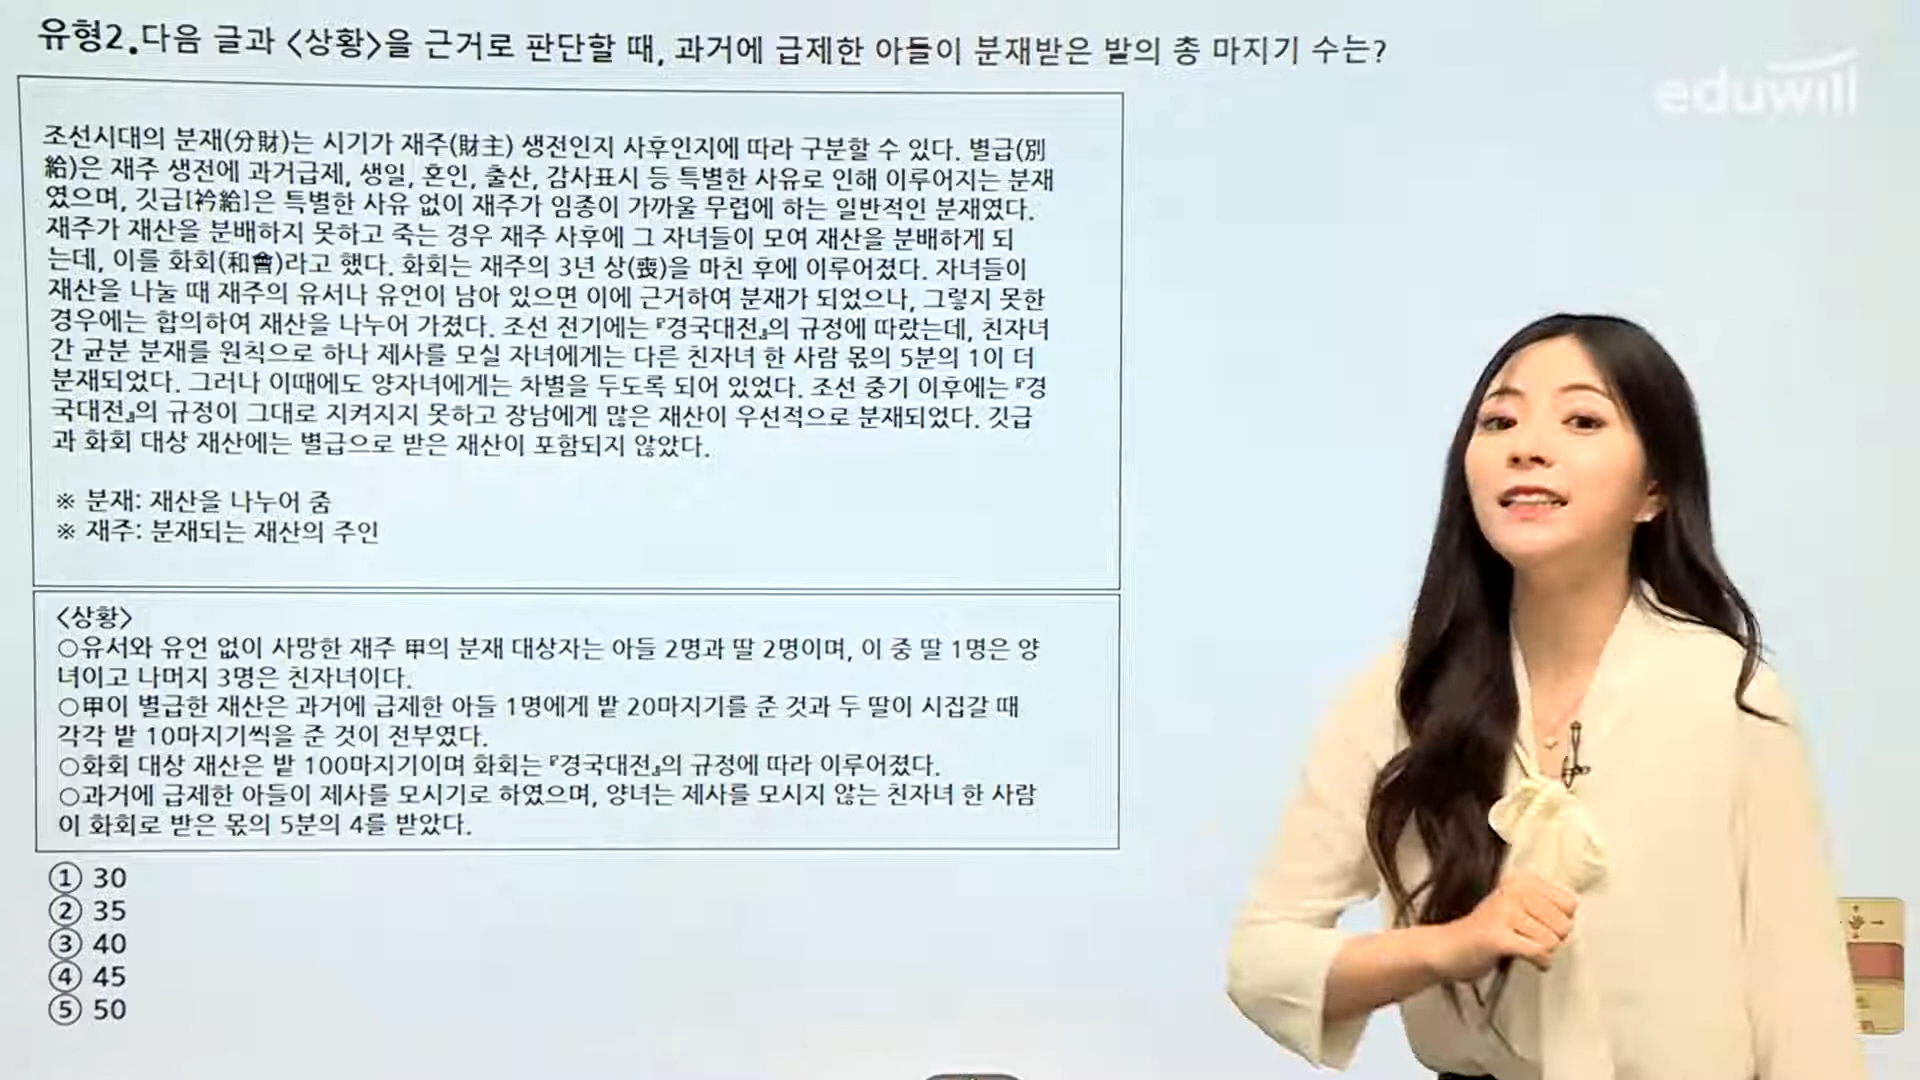 유형2.다음 글과 <상황>을 근거로 판단할 때, 과거에 급제한 아들이 분재받은 밭의 총 마지기 수는?
eduwill
조선시대의 분재(分財)는 시기가 재주(財主) 생전인지 사후인지에 따라 구분할 수 있다. 별급(別
給)은 재주 생전에 과거급제, 생일, 혼인, 출산, 감사표시 등 특별한 사유로 인해 이루어지는 분재
였으며, 깃급[衿給]은 특별한 사유 없이 재주가 임종이 가까울 무렵에 하는 일반적인 분재였다.
재주가 재산을 분배하지 못하고 죽는 경우 재주 사후에 그 자녀들이 모여 재산을 분배하게 되
는데, 이를 화회(和會)라고 했다. 화회는 재주의 3년 상(喪)을 마친 후에 이루어졌다. 자녀들이
재산을 나눌 때 재주의 유서나 유언이 남아 있으면 이에 근거하여 분재가 되었으나, 그렇지 못한
경우에는 합의하여 재산을 나누어 가졌다. 조선 전기에는『경국대전』의 규정에 따랐는데, 친자녀
간 균분 분재를 원칙으로 하나 제사를 모실 자녀에게는 다른 친자녀 한 사람 몫의 5분의 1이 더
분재되었다. 그러나 이때에도 양자녀에게는 차별을 두도록 되어 있었다. 조선 중기 이후에는『경
국대전』의 규정이 그대로 지켜지지 못하고 장남에게 많은 재산이 우선적으로 분재되었다. 깃급
과 화회 대상 재산에는 별급으로 받은 재산이 포함되지 않았다.
※ 분재: 재산을 나누어 줌
※ 재주: 분재되는 재산의 주인
<상황>
○유서와 유언 없이 사망한 재주 甲의 분재 대상자는 아들 2명과 딸 2명이며, 이 중 딸 1명은 양
녀이고 나머지 3명은 친자녀이다.
○甲이 별급한 재산은 과거에 급제한 아들 1명에게 밭 20마지기를 준 것과 두 딸이 시집갈 때
각각 밭 10마지기씩을 준 것이 전부였다.
○화회 대상 재산은 밭 100마지기이며 화회는『경국대전』의 규정에 따라 이루어졌다.
○과거에 급제한 아들이 제사를 모시기로 하였으며, 양녀는 제사를 모시지 않는 친자녀 한 사람
이 화회로 받은 몫의 5분의 4를 받았다.
① 30
② 35
③ 40
④ 45
⑤ 50